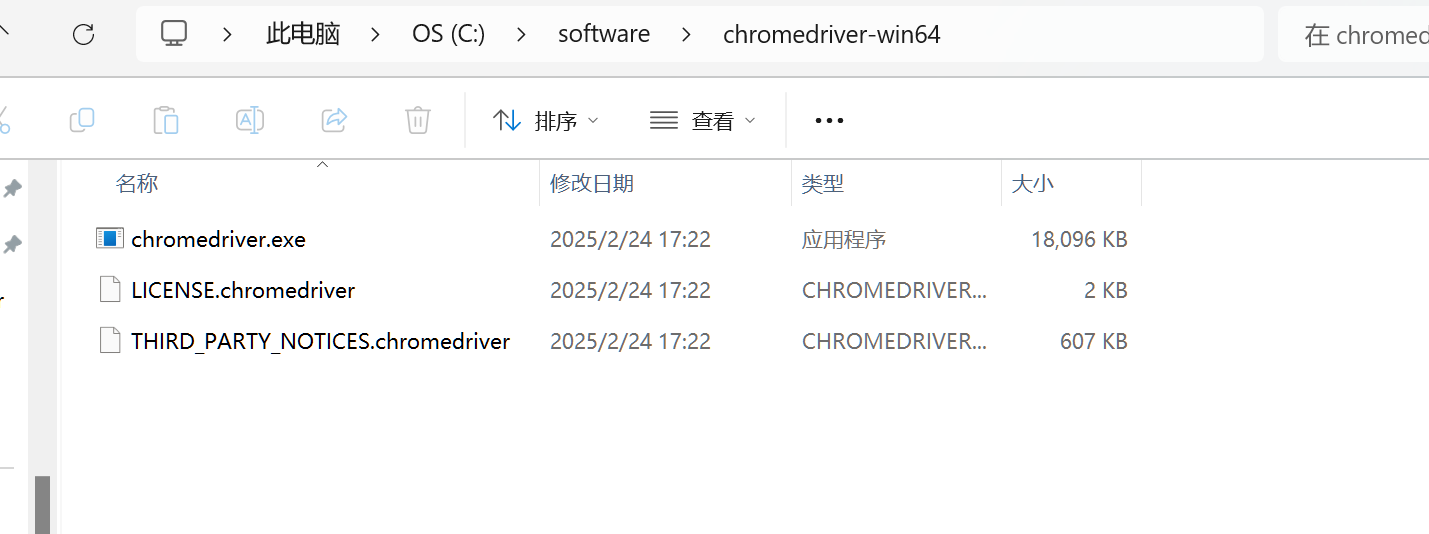 此电脑 OS (C:) software chromedriver-win64 在 chromed
排序 查看
名称 修改日期 类型 大小
chromedriver.exe 2025/2/24 17:22 应用程序 18,096 KB
LICENSE.chromedriver 2025/2/24 17:22 CHROMEDRIVER... 2 KB
THIRD_PARTY_NOTICES.chromedriver 2025/2/24 17:22 CHROMEDRIVER... 607 KB